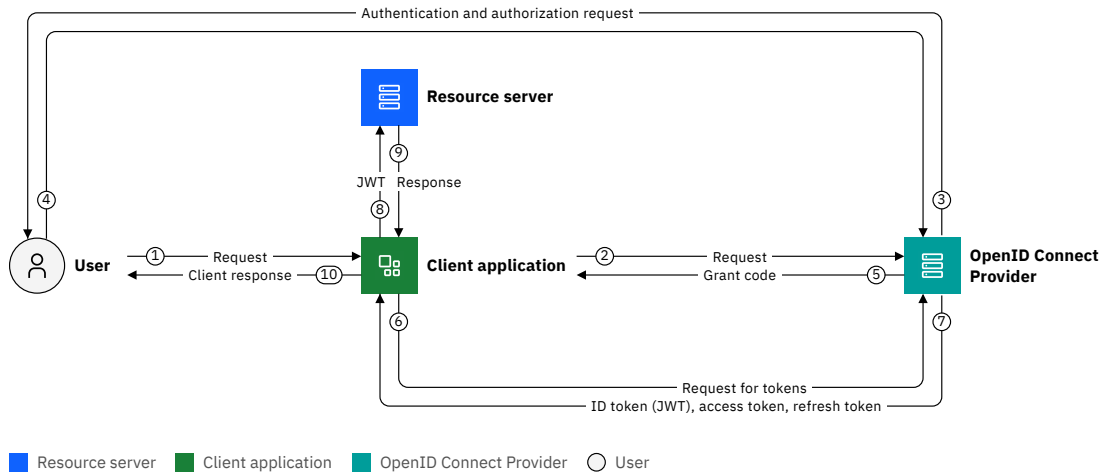 Authentication and authorization request
Resource server
9
JWT Response
4
8
3
1 Request
2 Request
User
Client application
OpenID Connect
Provider
Client response 10
Grant code 5
6
7
Request for tokens
ID token (JWT), access token, refresh token
Resource server Client application OpenID Connect Provider User